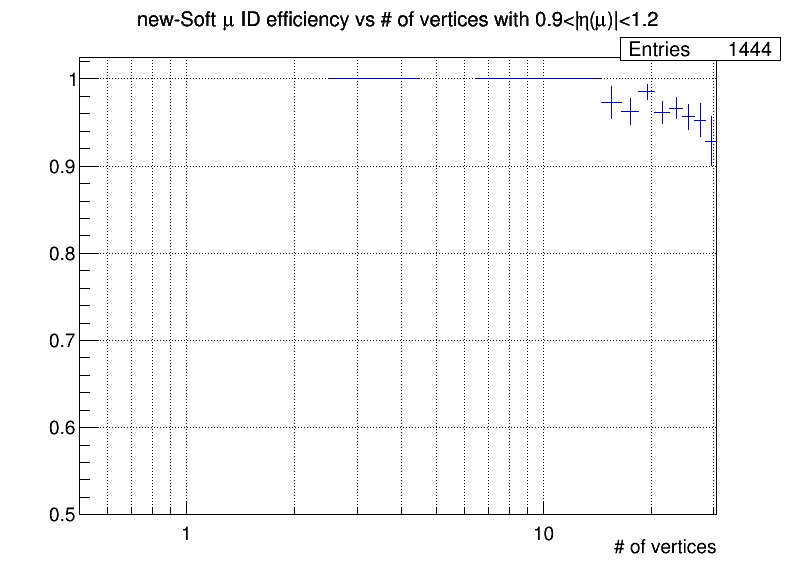 new-Soft μ ID efficiency vs # of vertices with 0.9<|η(μ)|<1.2
Entries 1444
1
0.9
0.8
0.7
0.6
0.5
1 10
# of vertices